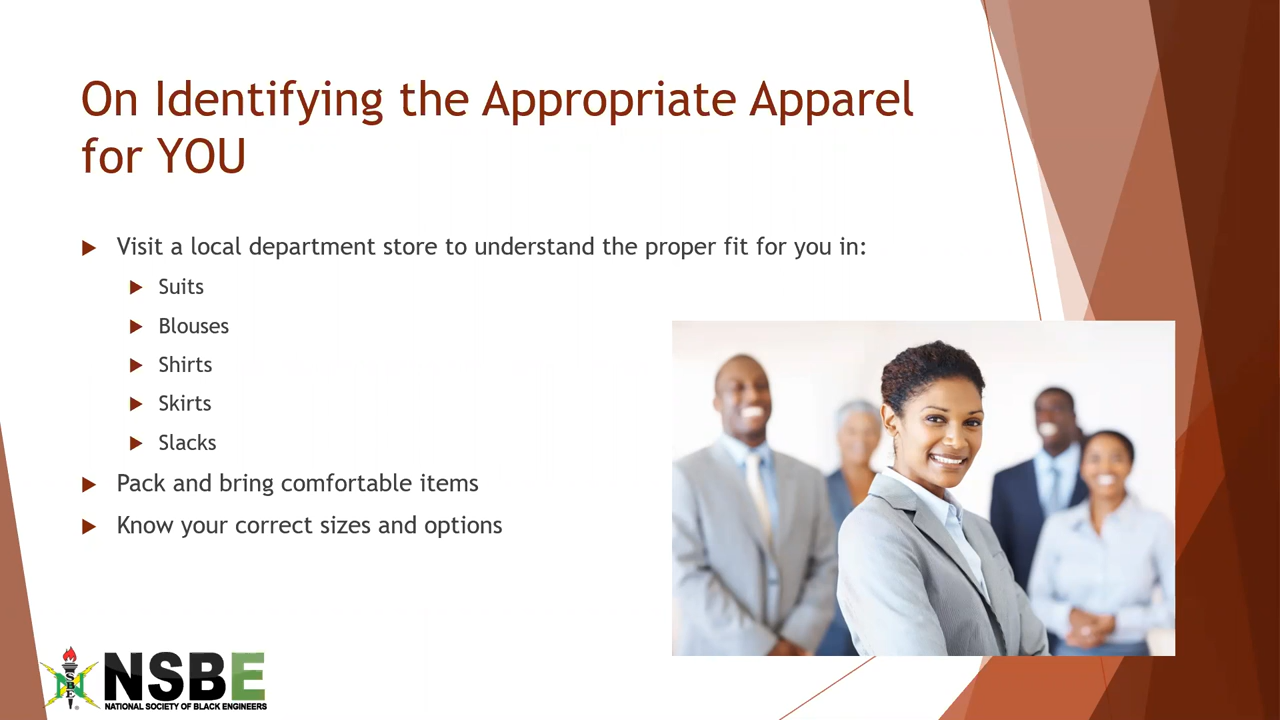 On Identifying the Appropriate Apparel
for YOU
Visit a local department store to understand the proper fit for you in:
Suits
Blouses
Shirts
Skirts
Slacks
Pack and bring comfortable items
Know your correct sizes and options
NSBE
NSBE
NATIONAL SOCIETY OF BLACK ENGINEERS